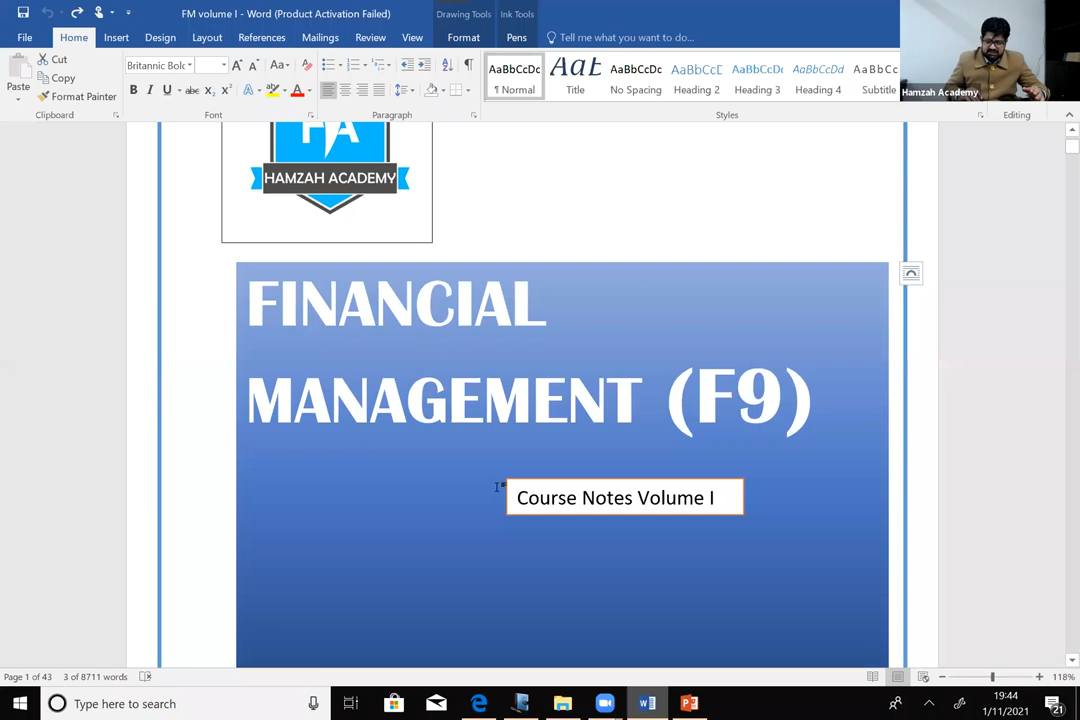 FM volume I - Word (Product Activation Failed)
Drawing Tools
Ink Tools
File
Home
Insert
Design
Layout
References
Mailings
Review
View
Format
Pens
Tell me what you want to do...
Paste
Cut
Copy
Format Painter
Clipboard
Britannic Bolc
Font
Paragraph
AaBbCcDc
¶ Normal
AaB
Title
AaBbCcDc
No Spacing
AaBbCcD
Heading 2
AaBbCcDc
Heading 3
AaBbCcDd
Heading 4
AaBbCc
Subtitle
Styles
Editing
Hamzah Academy
HAMZAH ACADEMY
FINANCIAL
MANAGEMENT (F9)
Course Notes Volume I
Page 1 of 43
3 of 8711 words
118%
Type here to search
19:44
1/11/2021
21